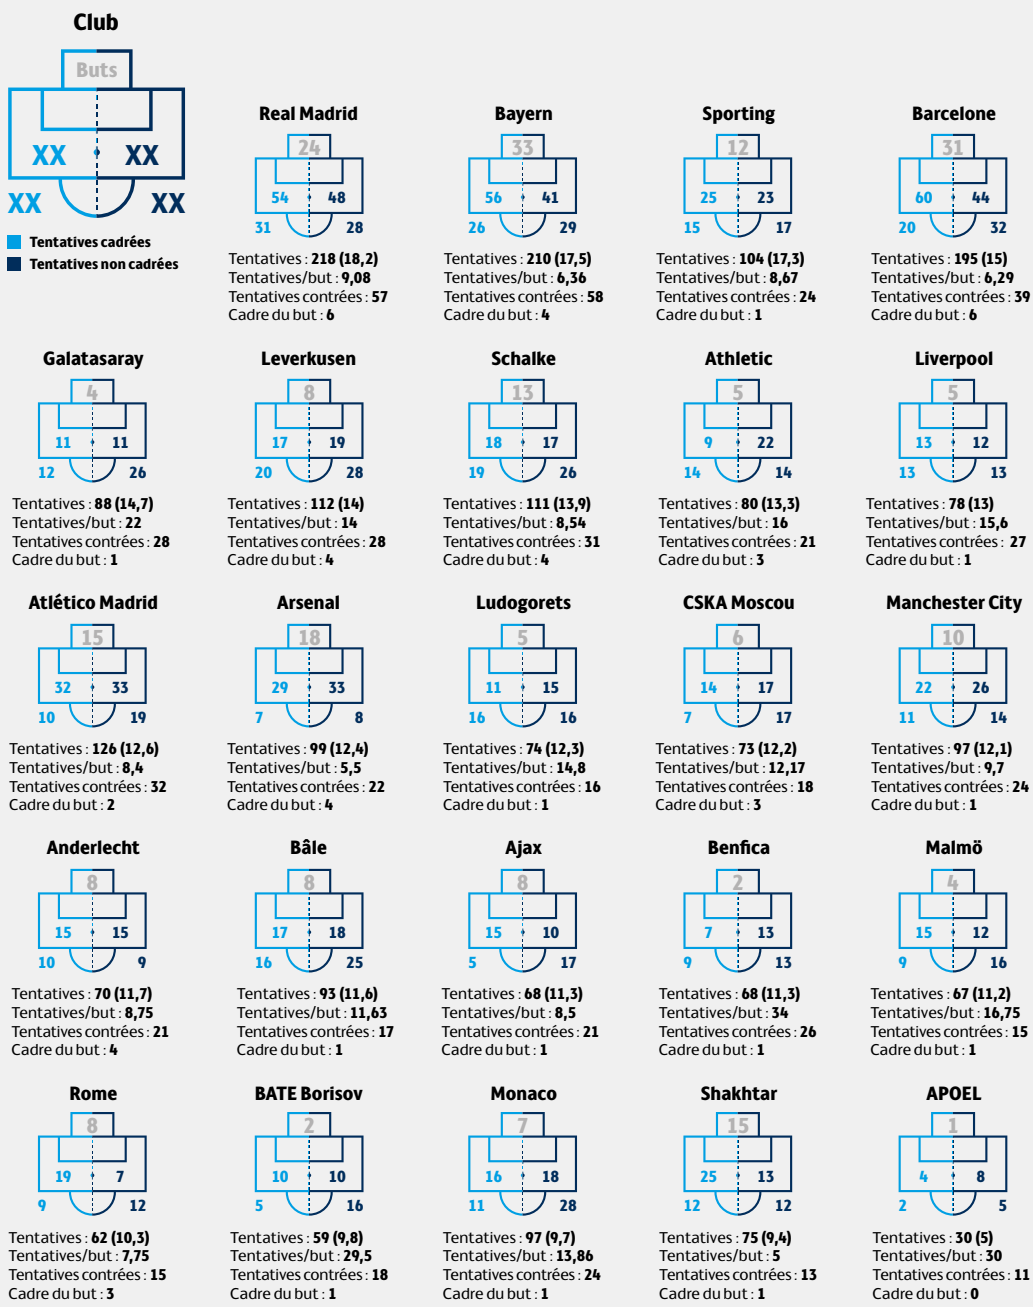 Club
Buts
XX XX
XX XX
Tentatives cadrées
Tentatives non cadrées
Real Madrid
24
54 48
31 28
Tentatives : 218 (18,2)
Tentatives/but : 9,08
Tentatives contrées : 57
Cadre du but : 6
Bayern
33
56 41
26 29
Tentatives : 210 (17,5)
Tentatives/but : 6,36
Tentatives contrées : 58
Cadre du but : 4
Sporting
12
25 23
15 17
Tentatives : 104 (17,3)
Tentatives/but : 8,67
Tentatives contrées : 24
Cadre du but : 1
Barcelone
31
60 44
20 32
Tentatives : 195 (15)
Tentatives/but : 6,29
Tentatives contrées : 39
Cadre du but : 6
Galatasaray
4
11 11
12 26
Tentatives : 88 (14,7)
Tentatives/but : 22
Tentatives contrées : 28
Cadre du but : 1
Leverkusen
8
17 19
20 28
Tentatives : 112 (14)
Tentatives/but : 14
Tentatives contrées : 28
Cadre du but : 4
Schalke
13
18 17
19 26
Tentatives : 111 (13,9)
Tentatives/but : 8,54
Tentatives contrées : 31
Cadre du but : 4
Athletic
5
9 22
14 14
Tentatives : 80 (13,3)
Tentatives/but : 16
Tentatives contrées : 21
Cadre du but : 3
Liverpool
5
13 12
13 13
Tentatives : 78 (13)
Tentatives/but : 15,6
Tentatives contrées : 27
Cadre du but : 1
Atlético Madrid
15
32 33
10 19
Tentatives : 126 (12,6)
Tentatives/but : 8,4
Tentatives contrées : 32
Cadre du but : 2
Arsenal
18
29 33
7 8
Tentatives : 99 (12,4)
Tentatives/but : 5,5
Tentatives contrées : 22
Cadre du but : 4
Ludogorets
5
11 15
16 16
Tentatives : 74 (12,3)
Tentatives/but : 14,8
Tentatives contrées : 16
Cadre du but : 1
CSKA Moscou
6
14 17
7 17
Tentatives : 73 (12,2)
Tentatives/but : 12,17
Tentatives contrées : 18
Cadre du but : 3
Manchester City
10
22 26
11 14
Tentatives : 97 (12,1)
Tentatives/but : 9,7
Tentatives contrées : 24
Cadre du but : 1
Anderlecht
8
15 15
10 9
Tentatives : 70 (11,7)
Tentatives/but : 8,75
Tentatives contrées : 21
Cadre du but : 4
Bâle
8
17 18
16 25
Tentatives : 93 (11,6)
Tentatives/but : 11,63
Tentatives contrées : 17
Cadre du but : 1
Ajax
8
15 10
5 17
Tentatives : 68 (11,3)
Tentatives/but : 8,5
Tentatives contrées : 21
Cadre du but : 1
Benfica
2
7 13
9 13
Tentatives : 68 (11,3)
Tentatives/but : 34
Tentatives contrées : 26
Cadre du but : 1
Malmö
4
15 12
9 16
Tentatives : 67 (11,2)
Tentatives/but : 16,75
Tentatives contrées : 15
Cadre du but : 1
Rome
8
19 7
9 12
Tentatives : 62 (10,3)
Tentatives/but : 7,75
Tentatives contrées : 15
Cadre du but : 3
BATE Borisov
2
10 10
5 16
Tentatives : 59 (9,8)
Tentatives/but : 29,5
Tentatives contrées : 18
Cadre du but : 1
Monaco
7
16 18
11 28
Tentatives : 97 (9,7)
Tentatives/but : 13,86
Tentatives contrées : 24
Cadre du but : 1
Shakhtar
15
25 13
12 12
Tentatives : 75 (9,4)
Tentatives/but : 5
Tentatives contrées : 13
Cadre du but : 1
APOEL
1
4 8
2 5
Tentatives : 30 (5)
Tentatives/but : 30
Tentatives contrées : 11
Cadre du but : 0